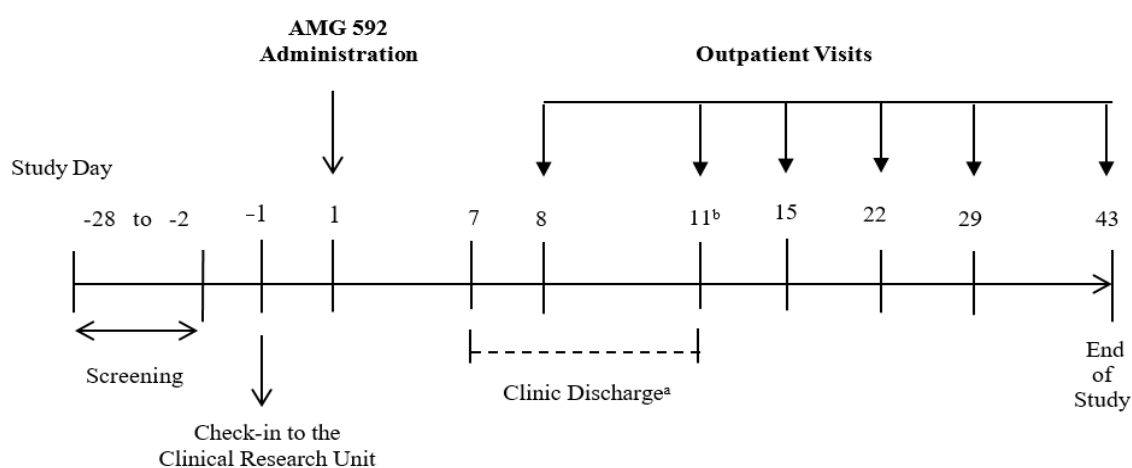 AMG 592
Administration
Outpatient Visits
Study Day
-28 to -2
−1
1
7
8
11ᵇ
15
22
29
43
Screening
Clinic Dischargeᵃ
End
of
Study
Check-in to the
Clinical Research Unit